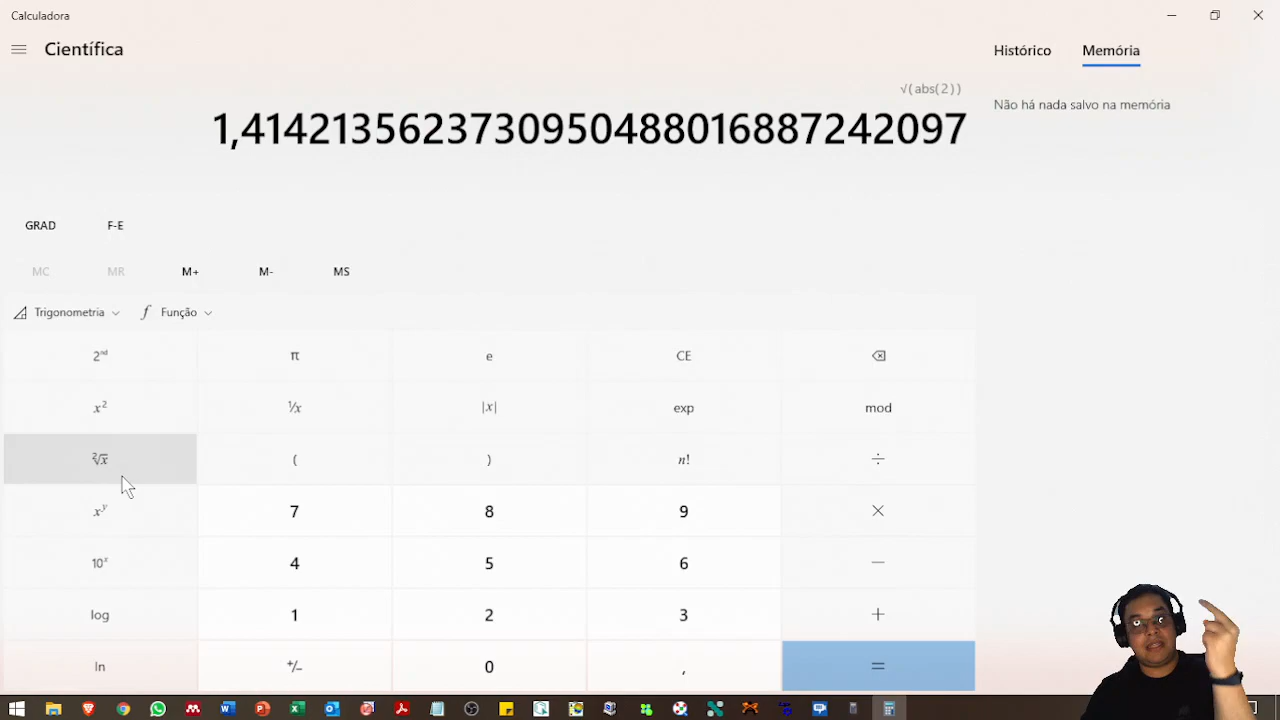 Calculadora
Científica
Histórico
Memória
√(abs(2))
1,4142135623730950488016887242097
Não há nada salvo na memória
GRAD
F-E
MC
MR
M+
M-
MS
Trigonometria
f Função
2ⁿᵈ
π
e
CE
x²
¹⁄x
|x|
exp
mod
²√x
(
)
n!
÷
xʸ
7
8
9
×
10ˣ
4
5
6
−
log
1
2
3
+
ln
+/−
0
,
=